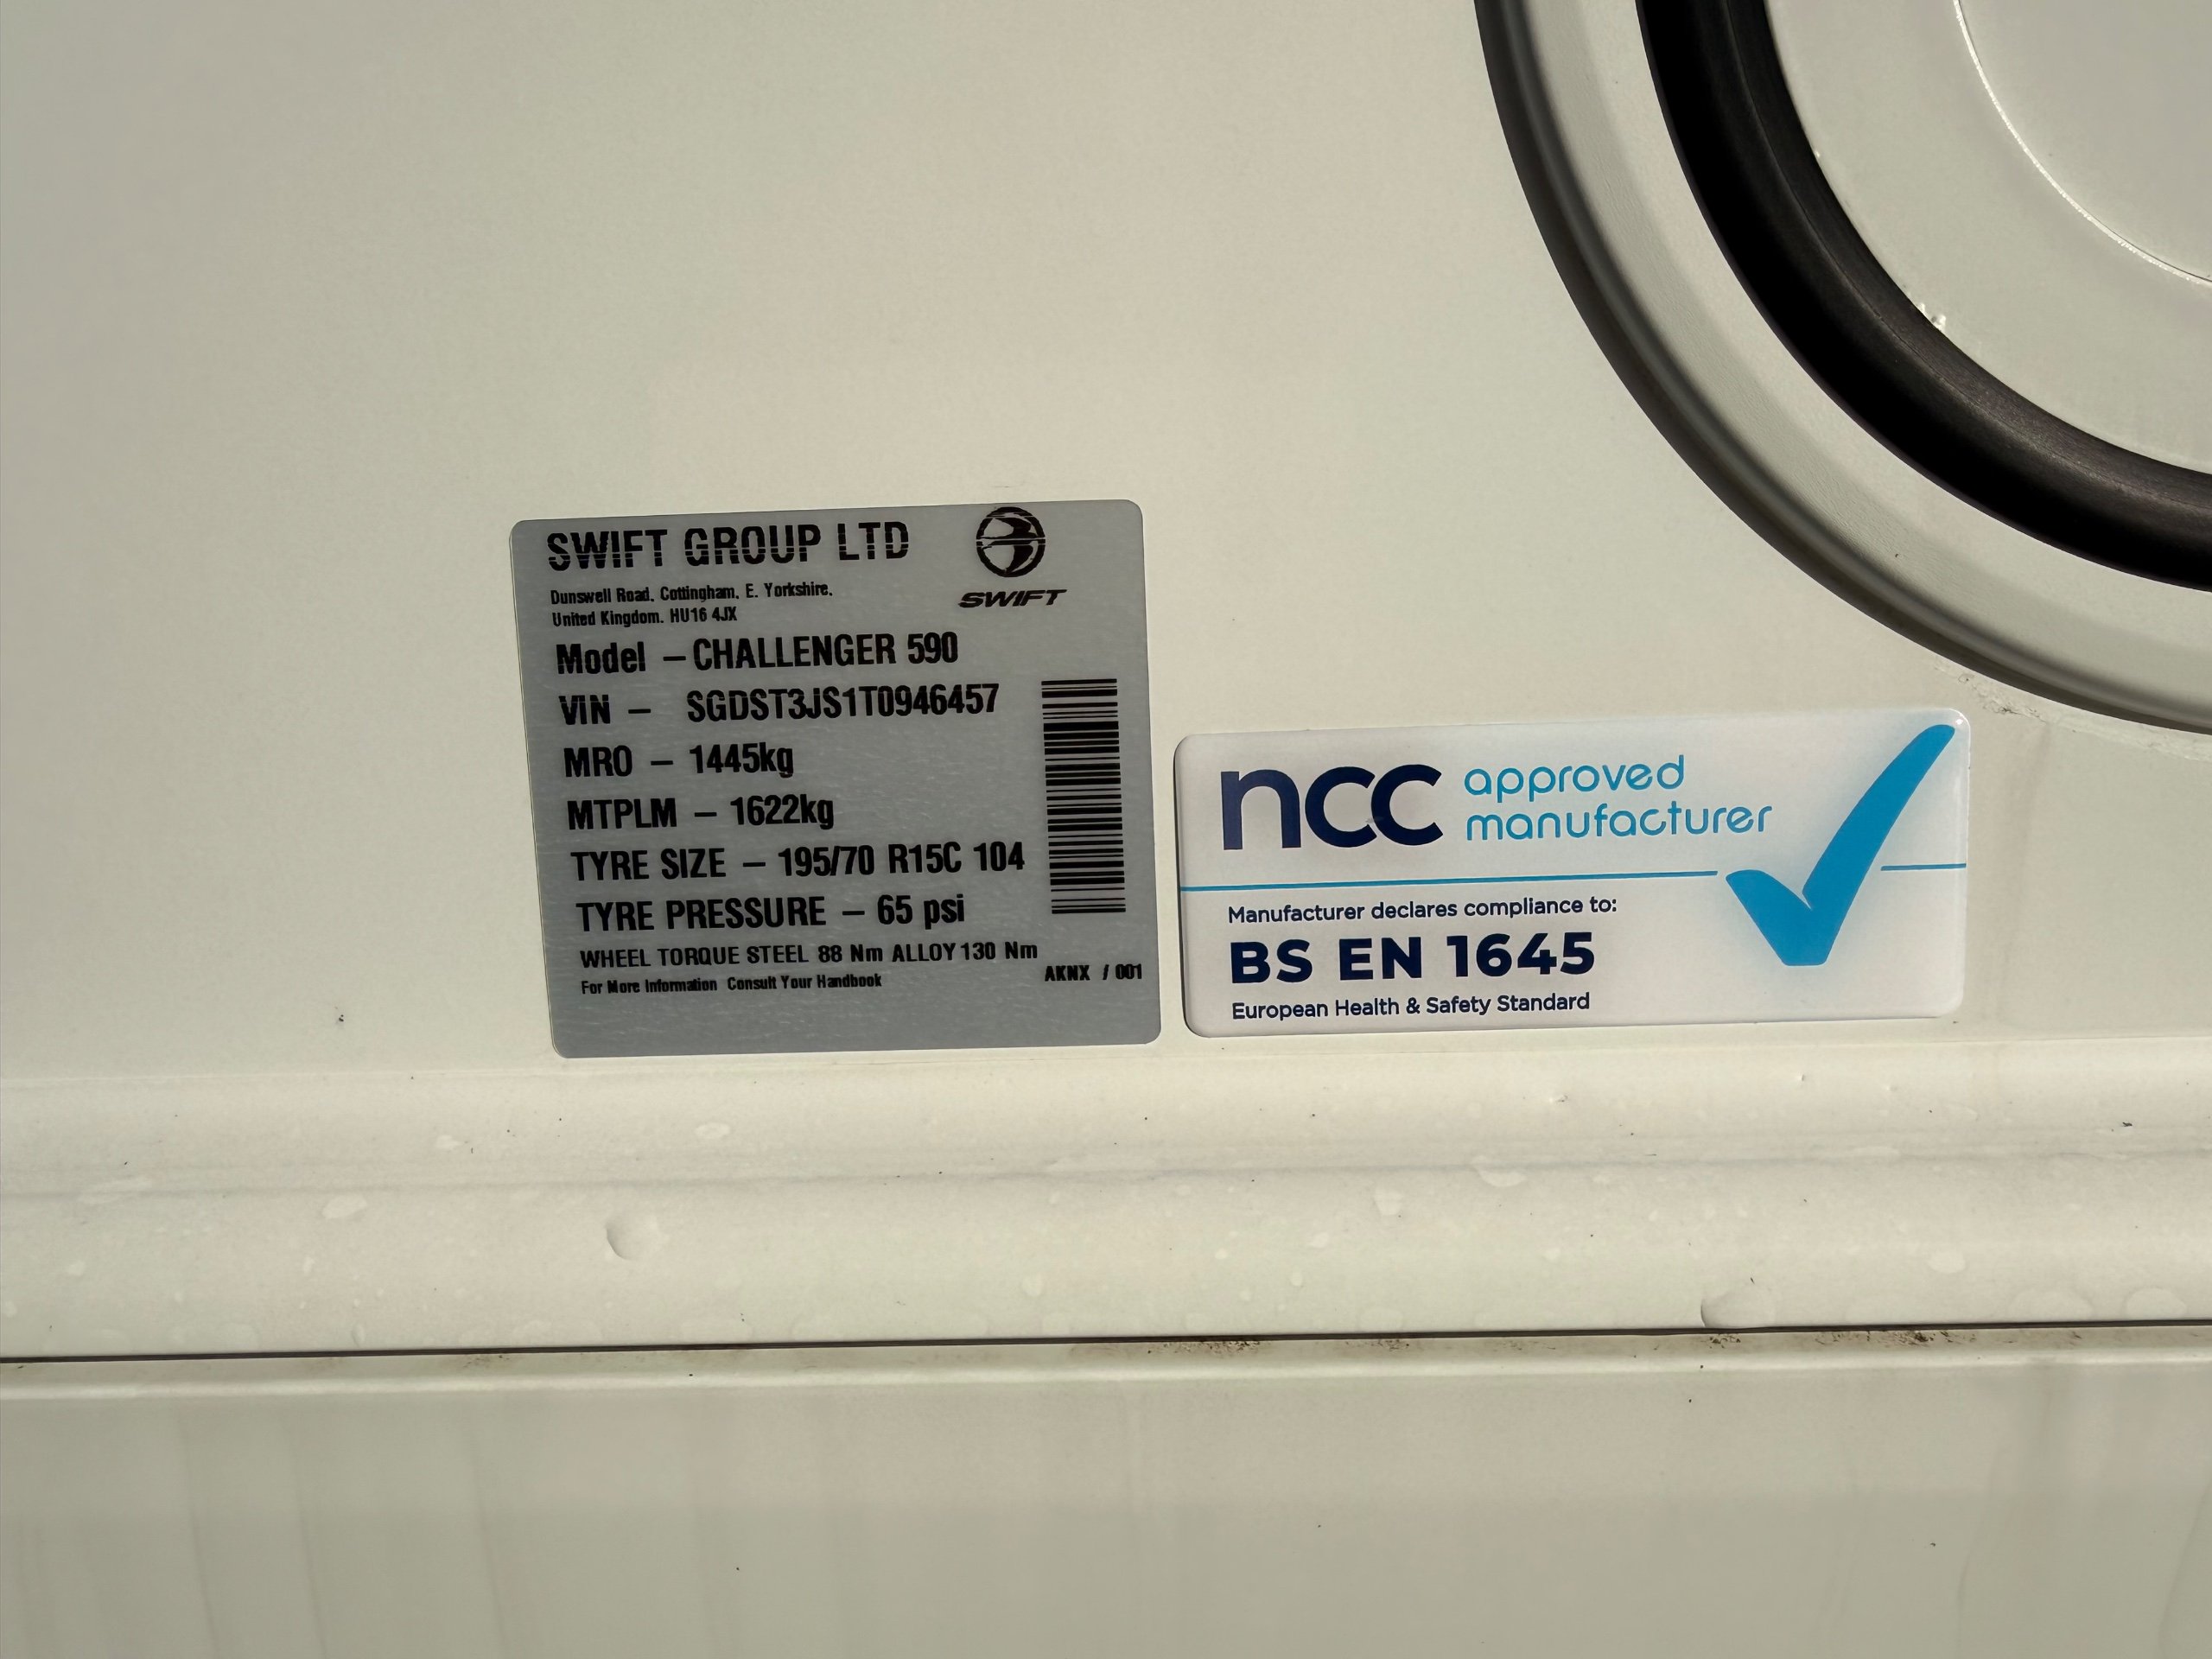 SWIFT GROUP LTD
SWIFT
Dunswell Road, Cottingham, E. Yorkshire.
United Kingdom. HU16 4JX
Model – CHALLENGER 590
VIN – SGDST3JS1T0946457
MRO – 1445kg
MTPLM – 1622kg
TYRE SIZE – 195/70 R15C 104
TYRE PRESSURE – 65 psi
WHEEL TORQUE STEEL 88 Nm ALLOY 130 Nm
For More Information Consult Your Handbook
AKNX / 001
ncc approved
manufacturer
Manufacturer declares compliance to:
BS EN 1645
European Health & Safety Standard